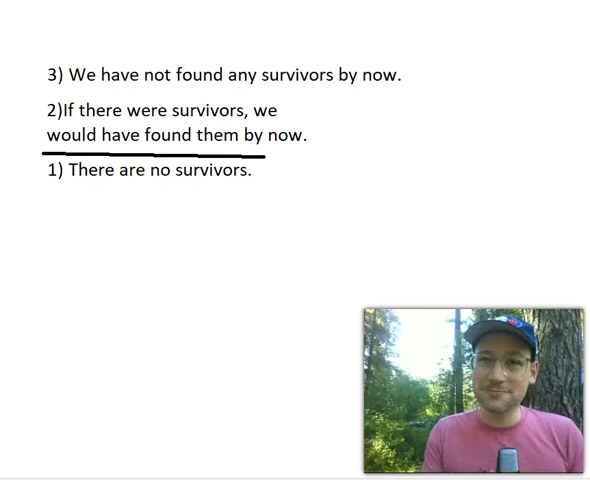 3) We have not found any survivors by now.
2)If there were survivors, we
would have found them by now.
1) There are no survivors.